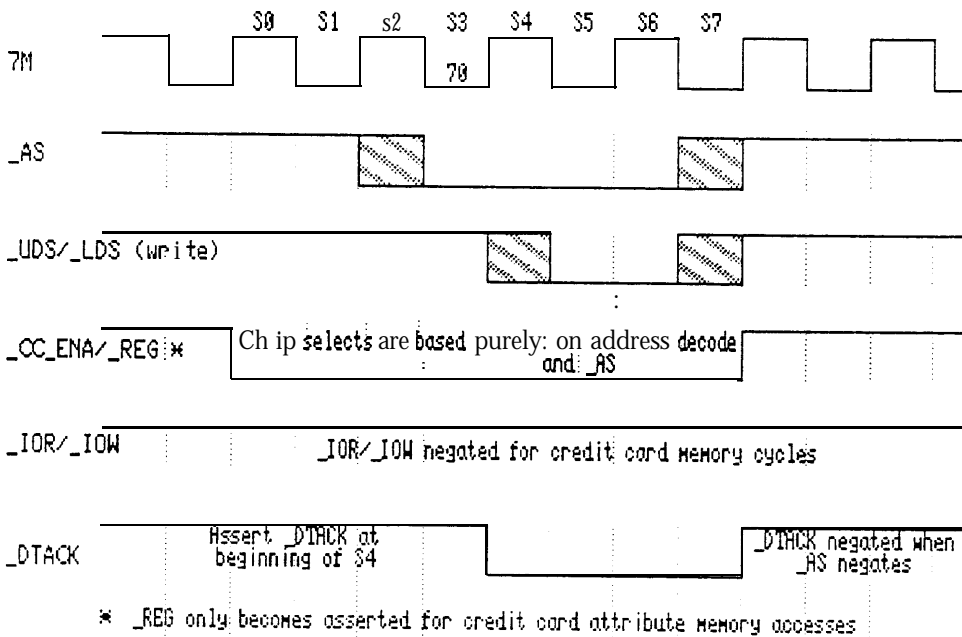 S0 S1 s2 S3 S4 S5 S6 S7
7M
70
_AS
_UDS/_LDS (write)
:
_CC_ENA/_REG * Ch ip selects are based purely: on address decode
: and _AS
_IOR/_IOW
_IOR/_IOW negated for credit card memory cycles
_DTACK
Assert _DTACK at
beginning of S4
_DTACK negated when
_AS negates
* _REG only becomes asserted for credit card attribute memory accesses